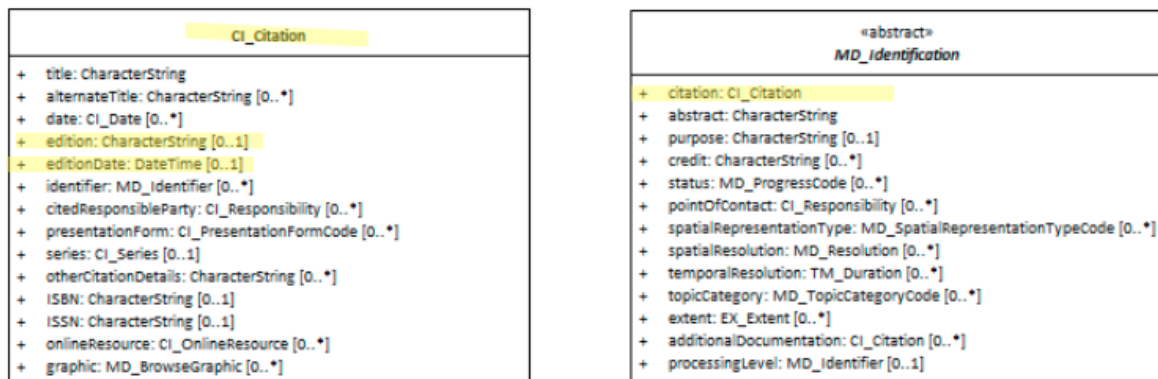 CI_Citation
+ title: CharacterString
+ alternateTitle: CharacterString [0..*]
+ date: CI_Date [0..*]
+ edition: CharacterString [0..1]
+ editionDate: DateTime [0..1]
+ identifier: MD_Identifier [0..*]
+ citedResponsibleParty: CI_Responsibility [0..*]
+ presentationForm: CI_PresentationFormCode [0..*]
+ series: CI_Series [0..1]
+ otherCitationDetails: CharacterString [0..*]
+ ISBN: CharacterString [0..1]
+ ISSN: CharacterString [0..1]
+ onlineResource: CI_OnlineResource [0..*]
+ graphic: MD_BrowseGraphic [0..*]
«abstract»
MD_Identification
+ citation: CI_Citation
+ abstract: CharacterString
+ purpose: CharacterString [0..1]
+ credit: CharacterString [0..*]
+ status: MD_ProgressCode [0..*]
+ pointOfContact: CI_Responsibility [0..*]
+ spatialRepresentationType: MD_SpatialRepresentationTypeCode [0..*]
+ spatialResolution: MD_Resolution [0..*]
+ temporalResolution: TM_Duration [0..*]
+ topicCategory: MD_TopicCategoryCode [0..*]
+ extent: EX_Extent [0..*]
+ additionalDocumentation: CI_Citation [0..*]
+ processingLevel: MD_Identifier [0..1]